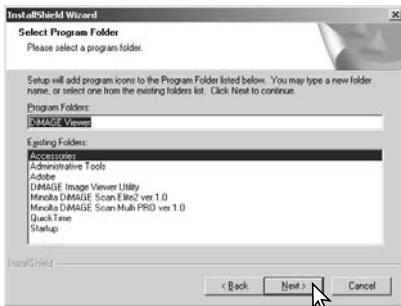 InstallShield Wizard
Select Program Folder
Please select a program folder.
Setup will add program icons to the Program Folder listed below. You may type a new folder
name, or select one from the existing folders list. Click Next to continue.
Program Folders:
DiMAGE Viewer
Existing Folders:
Accessories
Administrative Tools
Adobe
DiMAGE Image Viewer Utility
Minolta DiMAGE Scan Elite2 ver.1.0
Minolta DiMAGE Scan Multi PRO ver.1.0
QuickTime
Startup
InstallShield
< Back
Next >
Cancel